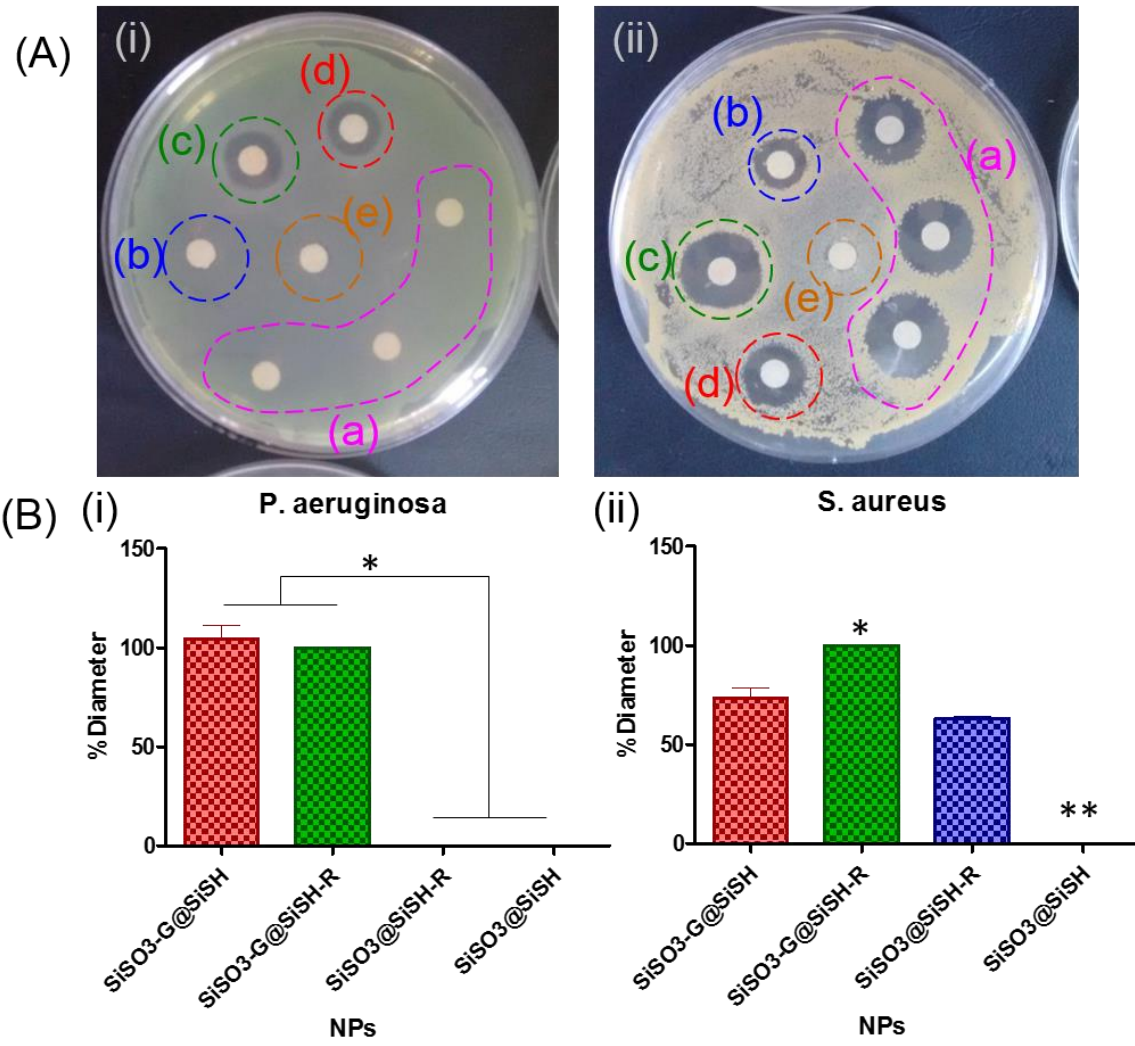 (A)
(i)
(ii)
(d)
(c)
(b)
(e)
(a)
(b)
(a)
(c)
(e)
(d)
(B)
(i)
P. aeruginosa
(ii)
S. aureus
%Diameter
150
100
50
0
*
SiSO3-G@SiSH
SiSO3-G@SiSH-R
SiSO3@SiSH-R
SiSO3@SiSH
NPs
%Diameter
150
100
50
0
*
**
SiSO3-G@SiSH
SiSO3-G@SiSH-R
SiSO3@SiSH-R
SiSO3@SiSH
NPs